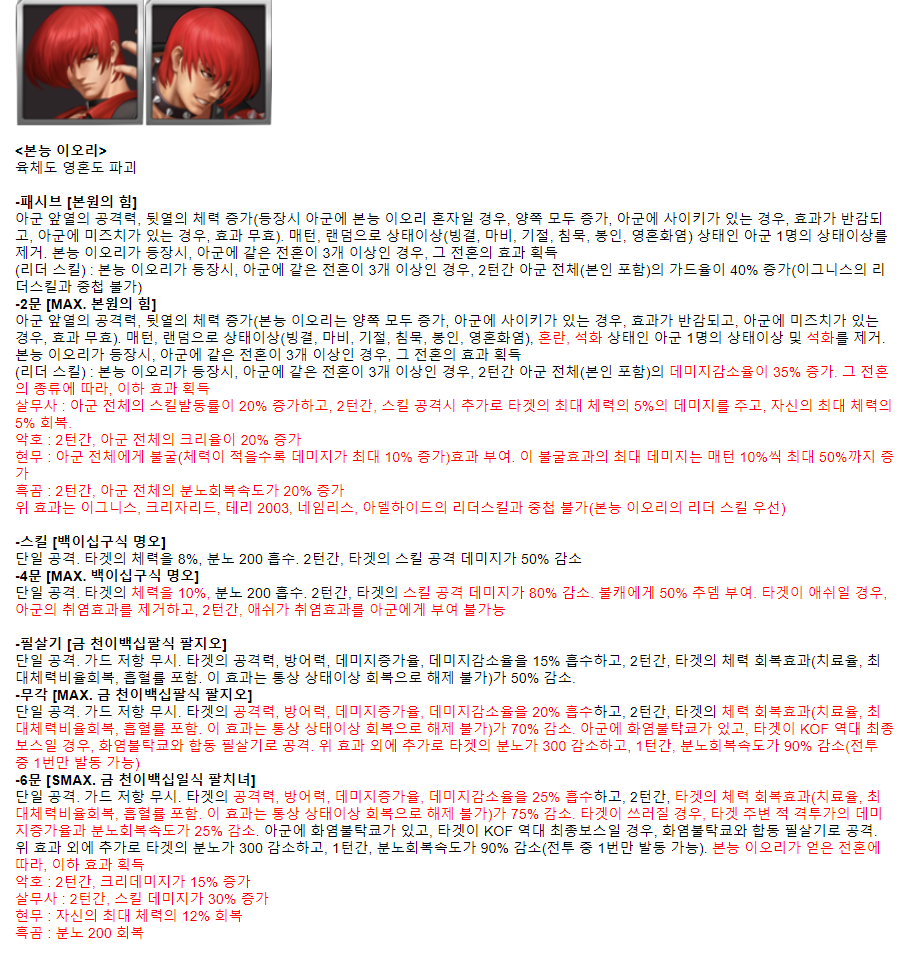 <본능 이오리>
육체도 영혼도 파괴
-패시브 [본원의 힘]
아군 앞열의 공격력, 뒷열의 체력 증가(등장시 아군에 본능 이오리 혼자일 경우, 양쪽 모두 증가, 아군에 사이키가 있는 경우, 효과가 반감되
고, 아군에 미즈치가 있는 경우, 효과 무효). 매턴, 랜덤으로 상태이상(빙결, 마비, 기절, 침묵, 봉인, 영혼화염) 상태인 아군 1명의 상태이상를
제거. 본능 이오리가 등장시, 아군에 같은 전혼이 3개 이상인 경우, 그 전혼의 효과 획득
(리더 스킬) : 본능 이오리가 등장시, 아군에 같은 전혼이 3개 이상인 경우, 2턴간 아군 전체(본인 포함)의 가드율이 40% 증가(이그니스의 리
더스킬과 중첩 불가)
-2문 [MAX. 본원의 힘]
아군 앞열의 공격력, 뒷열의 체력 증가(본능 이오리는 양쪽 모두 증가, 아군에 사이키가 있는 경우, 효과가 반감되고, 아군에 미즈치가 있는
경우, 효과 무효). 매턴, 랜덤으로 상태이상(빙결, 마비, 기절, 침묵, 봉인, 영혼화염), 혼란, 석화 상태인 아군 1명의 상태이상 및 석화를 제거.
본능 이오리가 등장시, 아군에 같은 전혼이 3개 이상인 경우, 그 전혼의 효과 획득
(리더 스킬) : 본능 이오리가 등장시, 아군에 같은 전혼이 3개 이상인 경우, 2턴간 아군 전체(본인 포함)의 데미지감소율이 35% 증가. 그 전혼
의 종류에 따라, 이하 효과 획득
살무사 : 아군 전체의 스킬발동률이 20% 증가하고, 2턴간, 스킬 공격시 추가로 타겟의 최대 체력의 5%의 데미지를 주고, 자신의 최대 체력의
5% 회복.
악호 : 2턴간, 아군 전체의 크리율이 20% 증가
현무 : 아군 전체에게 불굴(체력이 적을수록 데미지가 최대 10% 증가)효과 부여. 이 불굴효과의 최대 데미지는 매턴 10%씩 최대 50%까지 증
가
흑곰 : 2턴간, 아군 전체의 분노회복속도가 20% 증가
위 효과는 이그니스, 크리자리드, 테리 2003, 네임리스, 아델하이드의 리더스킬과 중첩 불가(본능 이오리의 리더 스킬 우선)
-스킬 [백이십구식 명오]
단일 공격. 타겟의 체력을 8%, 분노 200 흡수. 2턴간, 타겟의 스킬 공격 데미지가 50% 감소
-4문 [MAX. 백이십구식 명오]
단일 공격. 타겟의 체력을 10%, 분노 200 흡수. 2턴간, 타겟의 스킬 공격 데미지가 80% 감소. 불캐에게 50% 추뎀 부여. 타겟이 애쉬일 경우,
아군의 취염효과를 제거하고, 2턴간, 애쉬가 취염효과를 아군에게 부여 불가능
-필살기 [금 천이백십팔식 팔지오]
단일 공격. 가드 저항 무시. 타겟의 공격력, 방어력, 데미지증가율, 데미지감소율을 15% 흡수하고, 2턴간, 타겟의 체력 회복효과(치료율, 최
대체력비율회복, 흡혈률 포함. 이 효과는 통상 상태이상 회복으로 해제 불가)가 50% 감소.
-무각 [MAX. 금 천이백십팔식 팔지오]
단일 공격. 가드 저항 무시. 타겟의 공격력, 방어력, 데미지증가율, 데미지감소율을 20% 흡수하고, 2턴간, 타겟의 체력 회복효과(치료율, 최
대체력비율회복, 흡혈률 포함. 이 효과는 통상 상태이상 회복으로 해제 불가)가 70% 감소. 아군에 화염불탁쿄가 있고, 타겟이 KOF 역대 최종
보스일 경우, 화염불탁쿄와 합동 필살기로 공격. 위 효과 외에 추가로 타겟의 분노가 300 감소하고, 1턴간, 분노회복속도가 90% 감소(전투
중 1번만 발동 가능)
-6문 [SMAX. 금 천이백십일식 팔치녀]
단일 공격. 가드 저항 무시. 타겟의 공격력, 방어력, 데미지증가율, 데미지감소율을 25% 흡수하고, 2턴간, 타겟의 체력 회복효과(치료율, 최
대체력비율회복, 흡혈률 포함. 이 효과는 통상 상태이상 회복으로 해제 불가)가 75% 감소. 타겟이 쓰러질 경우, 타겟 주변 적 격투가의 데미
지증가율과 분노회복속도가 25% 감소. 아군에 화염불탁쿄가 있고, 타겟이 KOF 역대 최종보스일 경우, 화염불탁쿄와 합동 필살기로 공격.
위 효과 외에 추가로 타겟의 분노가 300 감소하고, 1턴간, 분노회복속도가 90% 감소(전투 중 1번만 발동 가능). 본능 이오리가 얻은 전혼에
따라, 이하 효과 획득
악호 : 2턴간, 크리데미지가 15% 증가
살무사 : 2턴간, 스킬 데미지가 30% 증가
현무 : 자신의 최대 체력의 12% 회복
흑곰 : 분노 200 회복